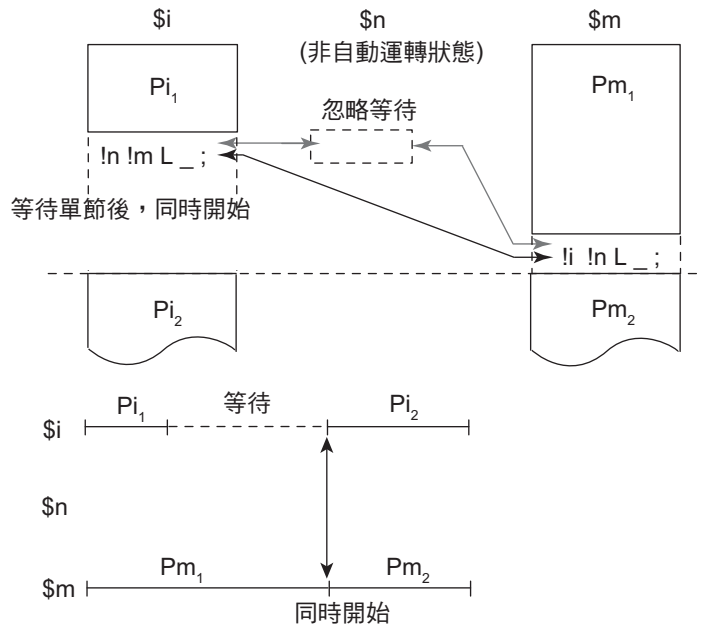 $i $n $m
(非自動運轉狀態)
Pi1
Pm1
忽略等待
!n !m L _ ;
等待單節後，同時開始
!i !n L _ ;
Pi2
Pm2
Pi1 等待 Pi2
$i
$n
Pm1 Pm2
$m
同時開始